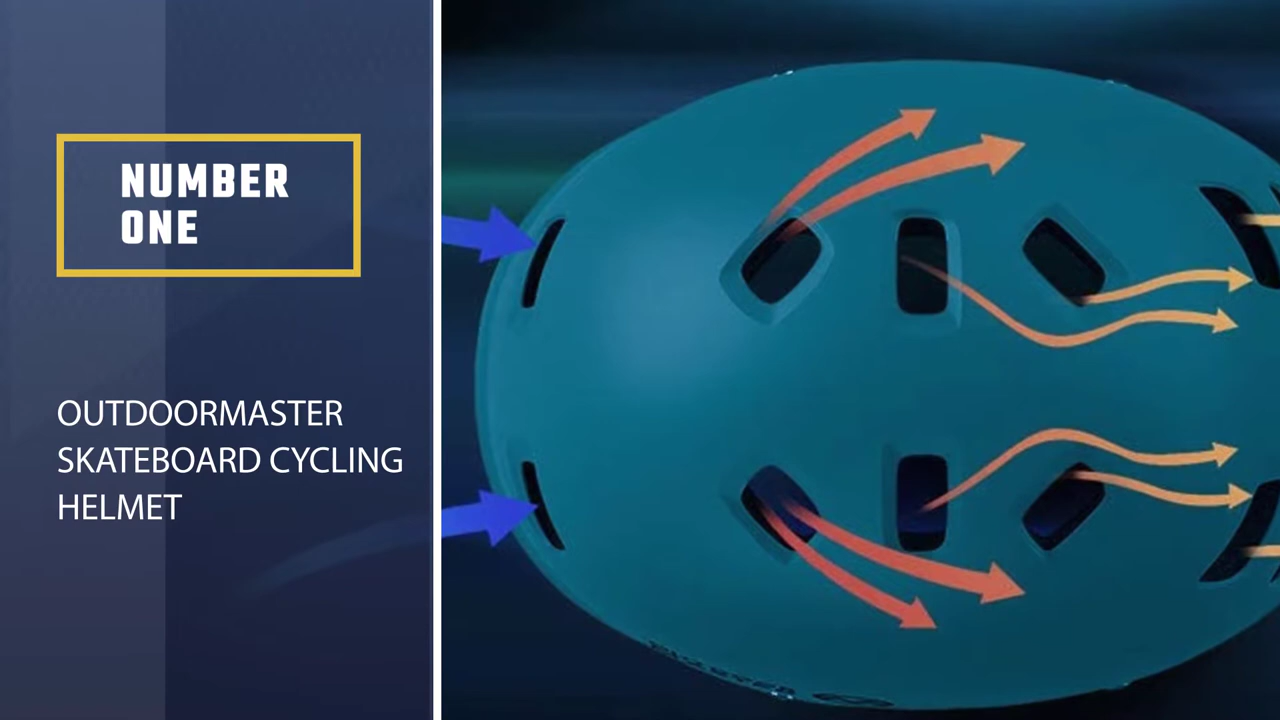 NUMBER
ONE
OUTDOORMASTER
SKATEBOARD CYCLING
HELMET